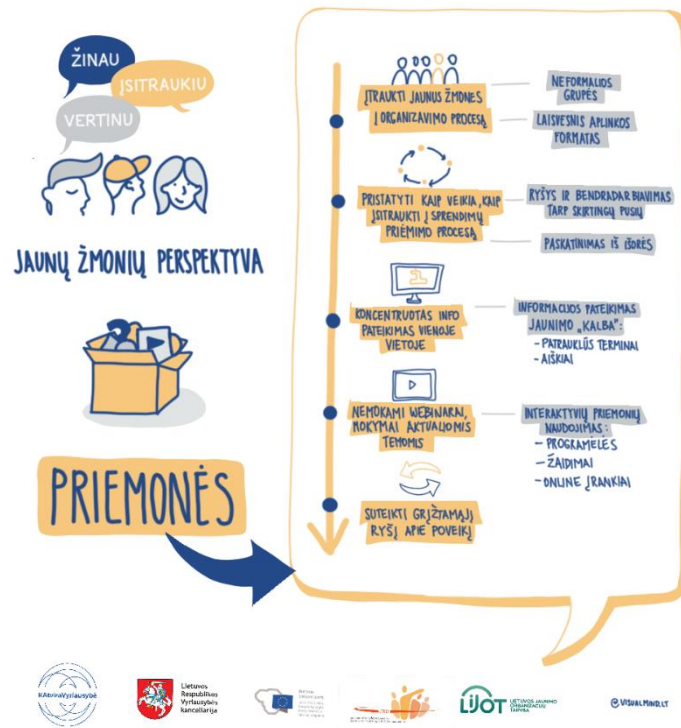 ŽINAU
ĮSITRAUKIU
VERTINU
JAUNŲ ŽMONIŲ PERSPEKTYVA
PRIEMONĖS
ĮTRAUKTI JAUNUS ŽMONES
Į ORGANIZAVIMO PROCESĄ
NEFORMALIOS
GRUPĖS
LAISVESNIS APLINKOS
FORMATAS
PRISTATYTI KAIP VEIKIA, KAIP
ĮSITRAUKTI Į SPRENDIMŲ
PRIĖMIMO PROCESĄ
RYŠYS IR BENDRADARBIAVIMAS
TARP SKIRTINGŲ PUSIŲ
PASKATINIMAS IŠ IŠORĖS
1
KONCENTRUOTAS INFO
PATEIKIMAS VIENOJE
VIETOJE
INFORMACIJOS PATEIKIMAS
JAUNIMO „KALBA":
- PATRAUKLŪS TERMINAI
- AIŠKIAI
NEMOKAMI WEBINARAI,
MOKYMAI AKTUALIOMIS
TEMOMIS
INTERAKTYVIŲ PRIEMONIŲ
NAUDOJIMAS:
- PROGRAMĖLĖS
- ŽAIDIMAI
- ONLINE ĮRANKIAI
SUTEIKTI GRĮŽTAMĄJĮ
RYŠĮ APIE POVEIKĮ
#AtviraVyriausybė
Lietuvos
Respublikos
Vyriausybės
kanceliarija
LiJOT
LIETUVOS JAUNIMO
ORGANIZACIJŲ
TARYBA
@VISUALMIND.LT